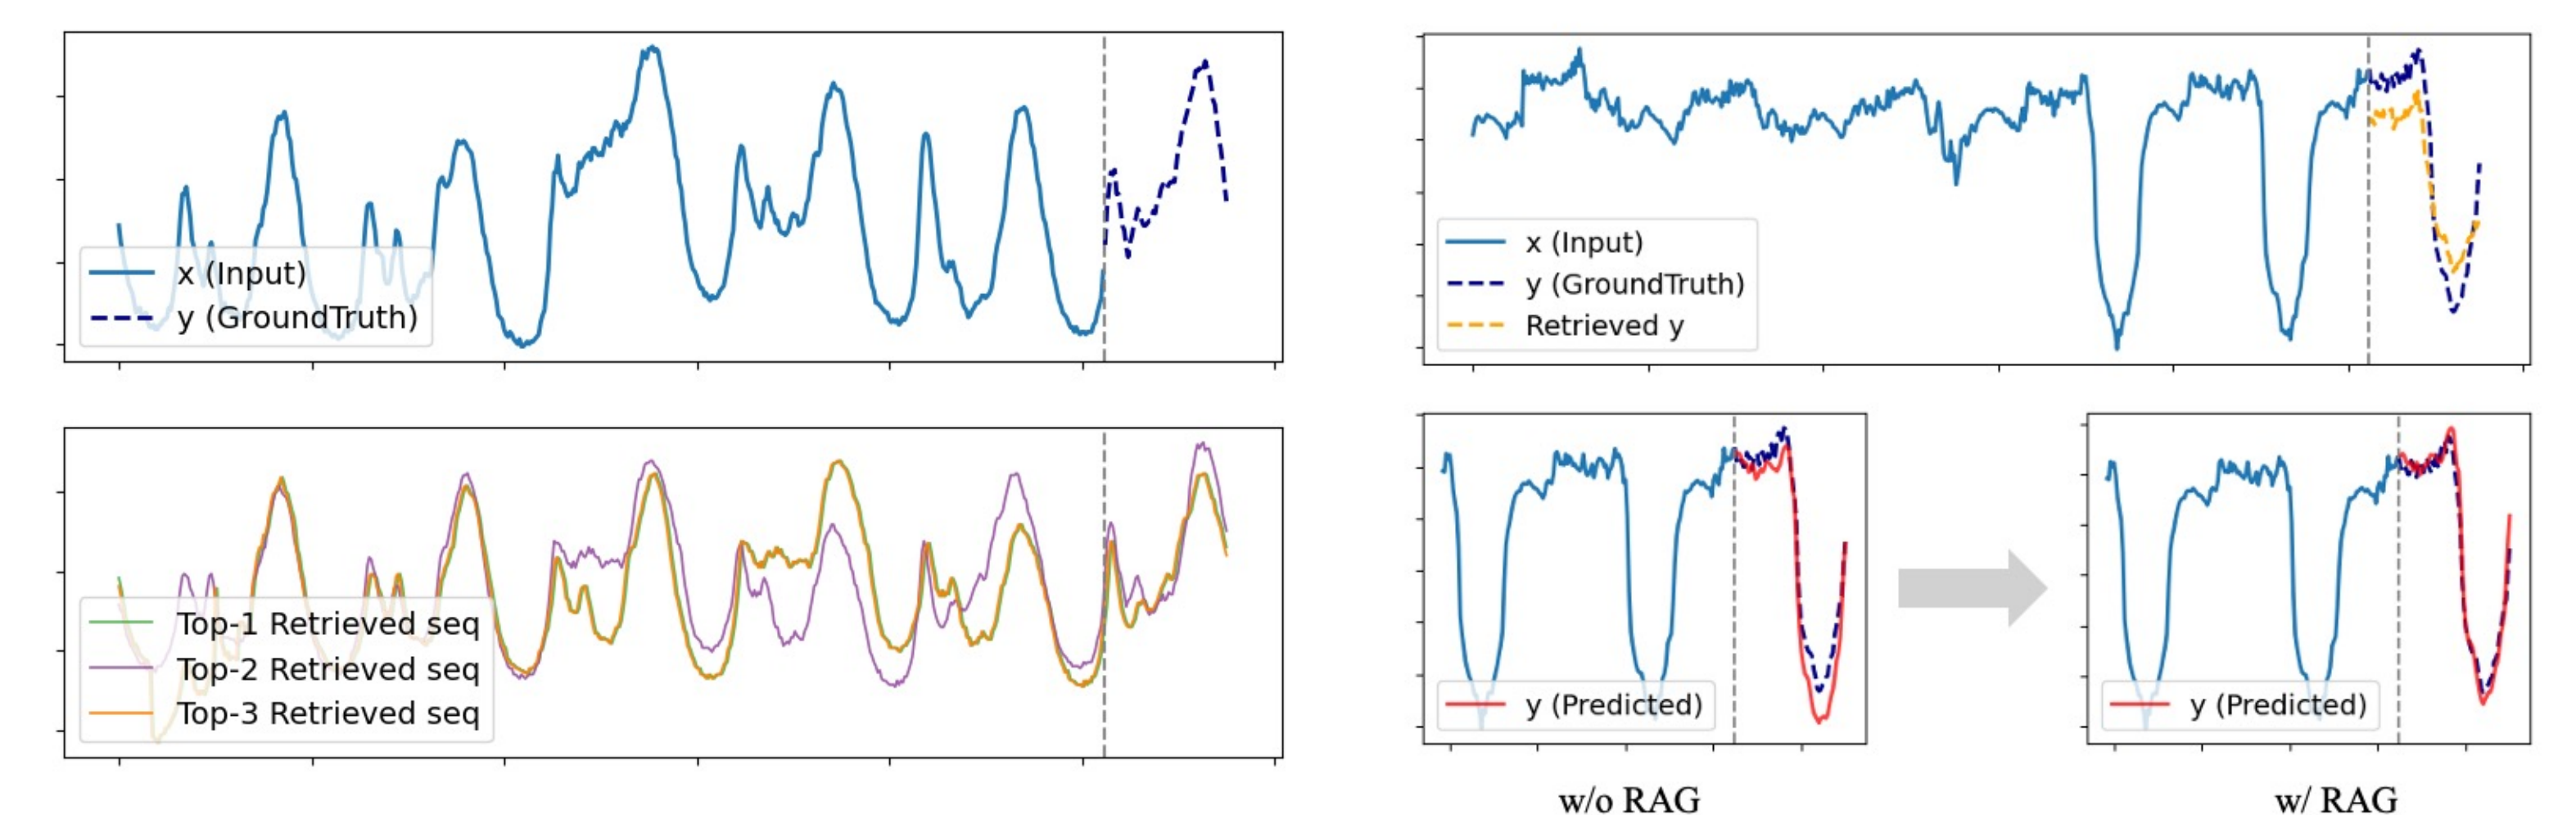 x (Input)
y (GroundTruth)
Top-1 Retrieved seq
Top-2 Retrieved seq
Top-3 Retrieved seq
x (Input)
y (GroundTruth)
Retrieved y
y (Predicted)
w/o RAG
y (Predicted)
w/ RAG